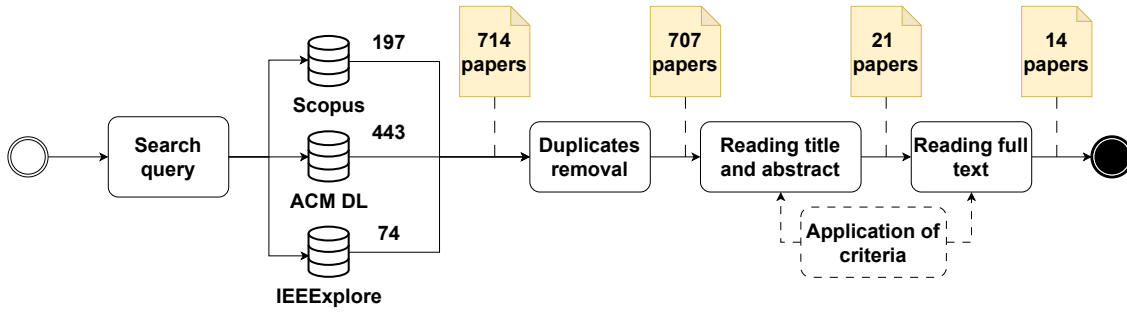 Search
query
197
Scopus
443
ACM DL
74
IEEExplore
714
papers
Duplicates
removal
707
papers
Reading title
and abstract
21
papers
Reading full
text
14
papers
Application of
criteria